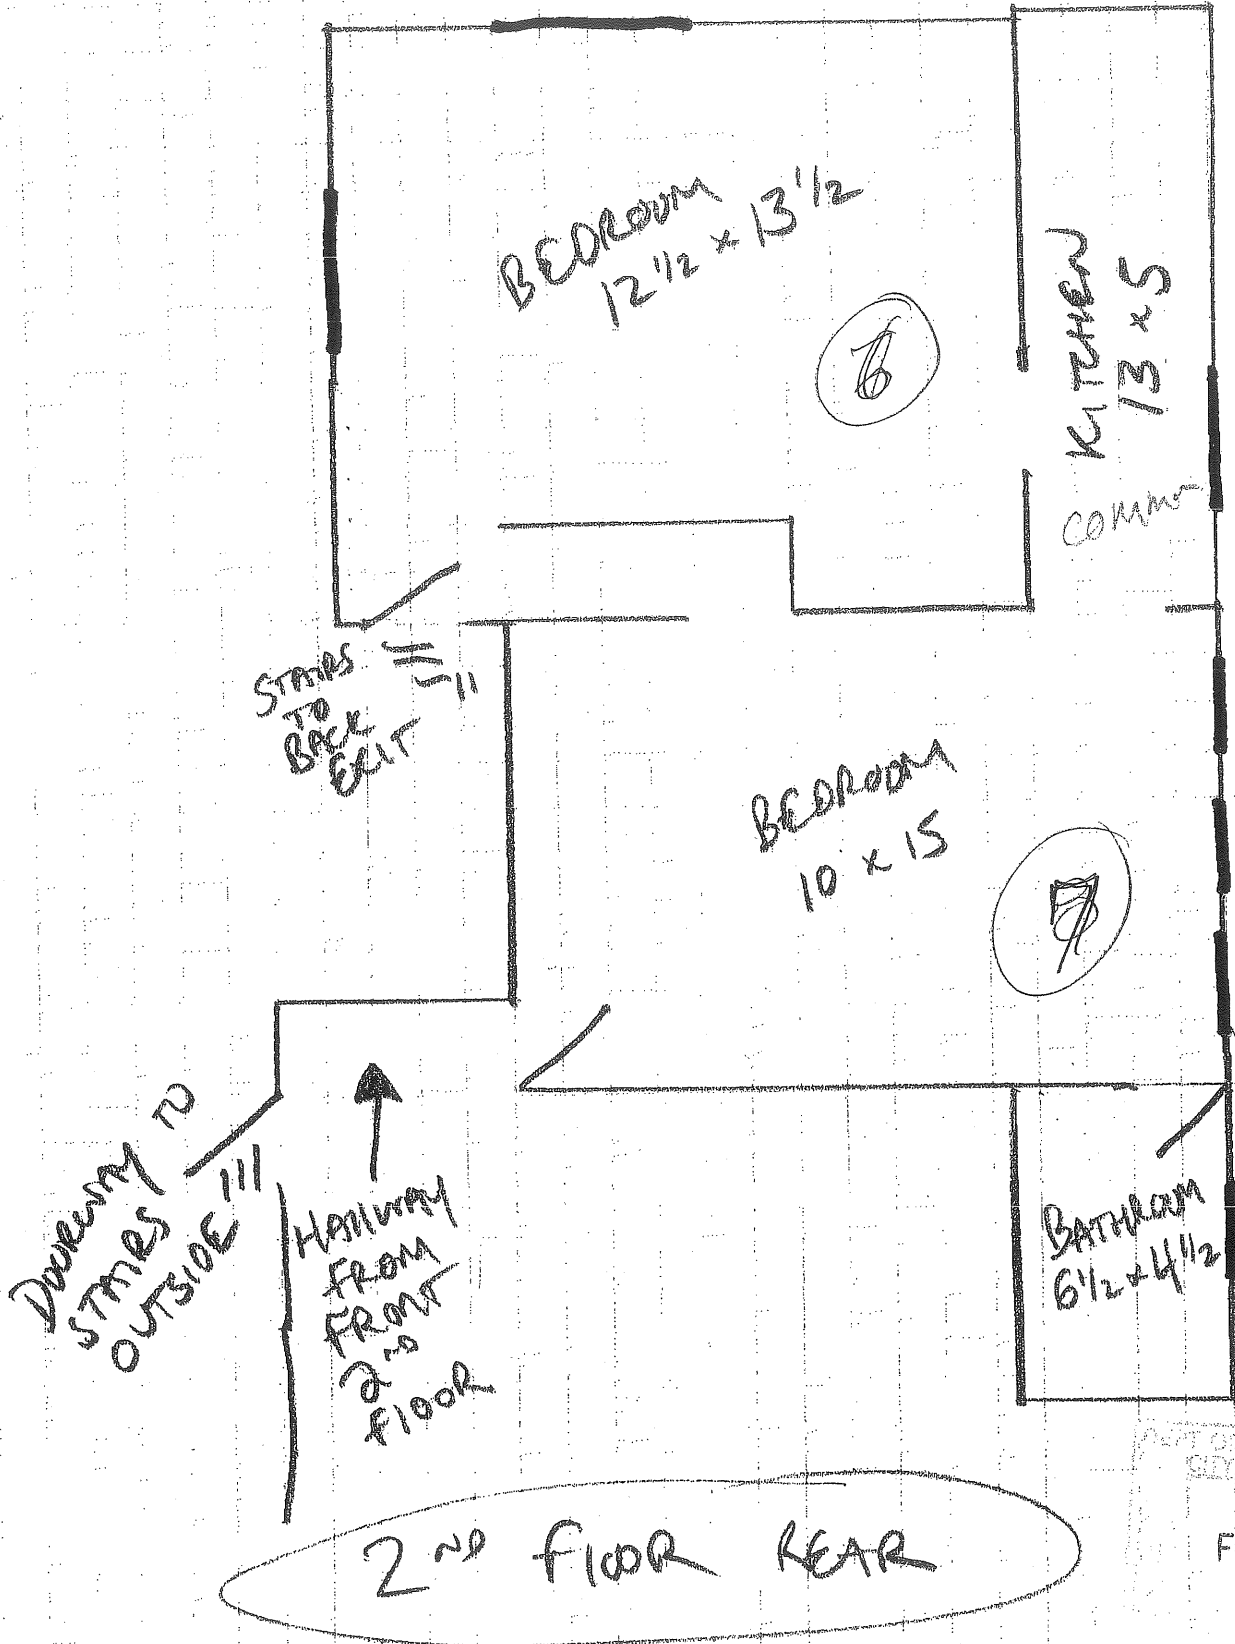 BEDROOM
12 1/2 x 13 1/2
6
KITCHEN
13 x 5
STAIRS
TO
BACK
EXIT
BEDROOM
10 x 15
7
DOORWAY TO
STAIRS
OUTSIDE
HALLWAY
FROM
FRONT
2ND
FLOOR
BATHROOM
6 1/2 x 4 1/2
2ND FLOOR REAR
F